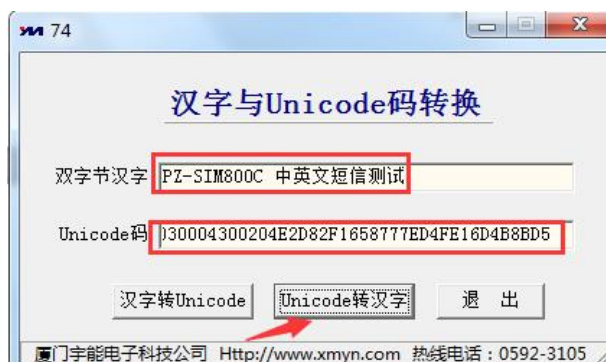 74
汉字与Unicode码转换
双字节汉字 PZ-SIM800C 中英文短信测试
Unicode码 030004300204E2D82F1658777ED4FE16D4B8BD5
汉字转Unicode Unicode转汉字 退 出
厦门宇能电子科技公司 Http://www.xmyn.com 热线电话：0592-3105